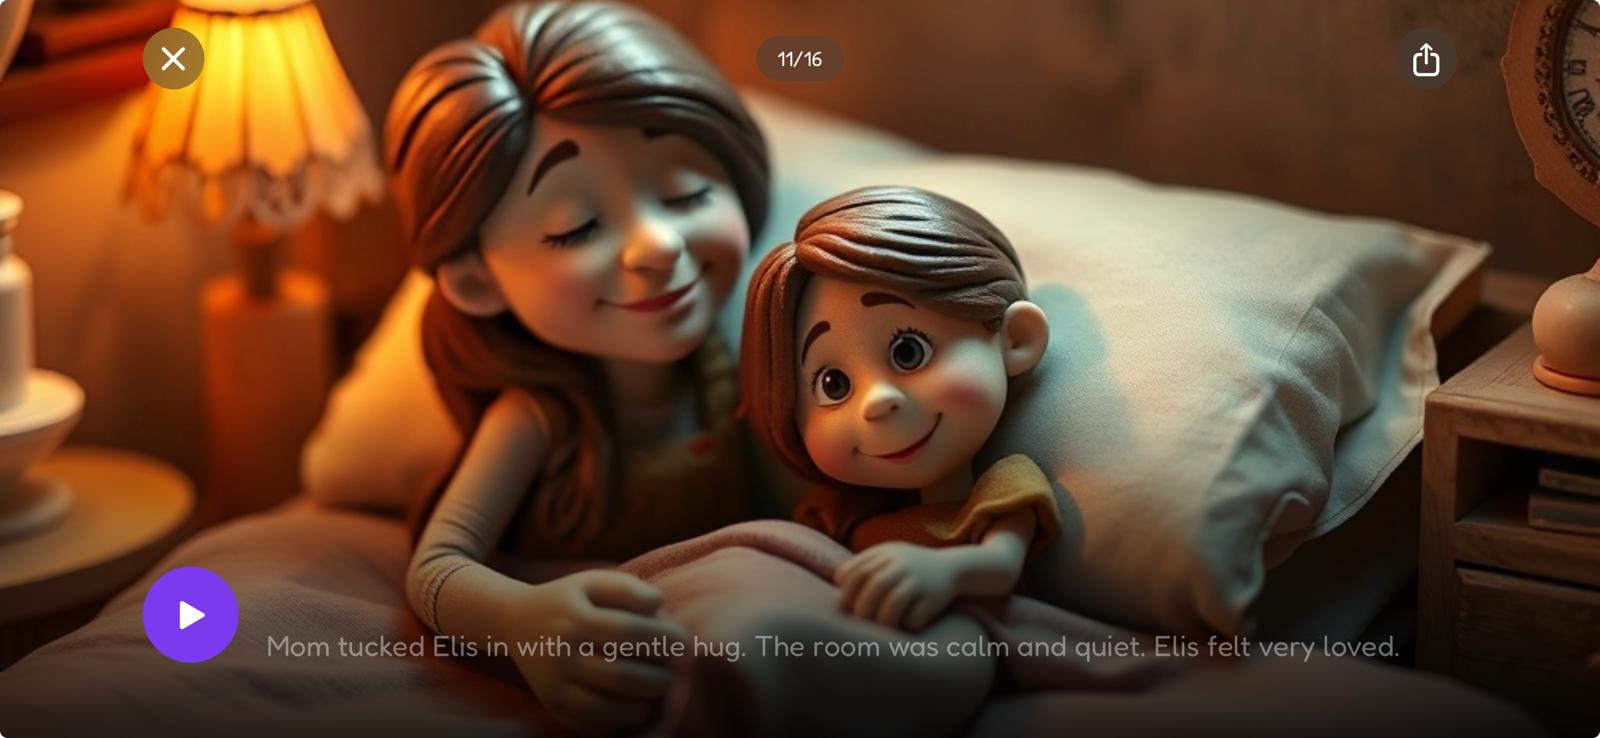 11/16
Mom tucked Elis in with a gentle hug. The room was calm and quiet. Elis felt very loved.